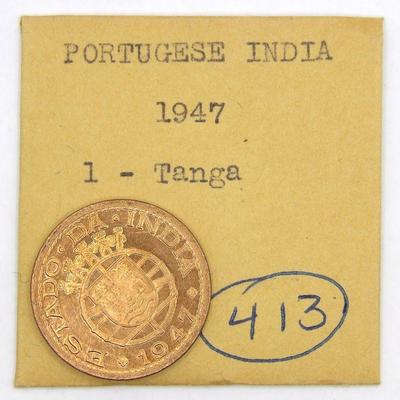 PORTUGESE INDIA
1947
1 - Tanga
ESTADO · DA · INDIA · 1947
413